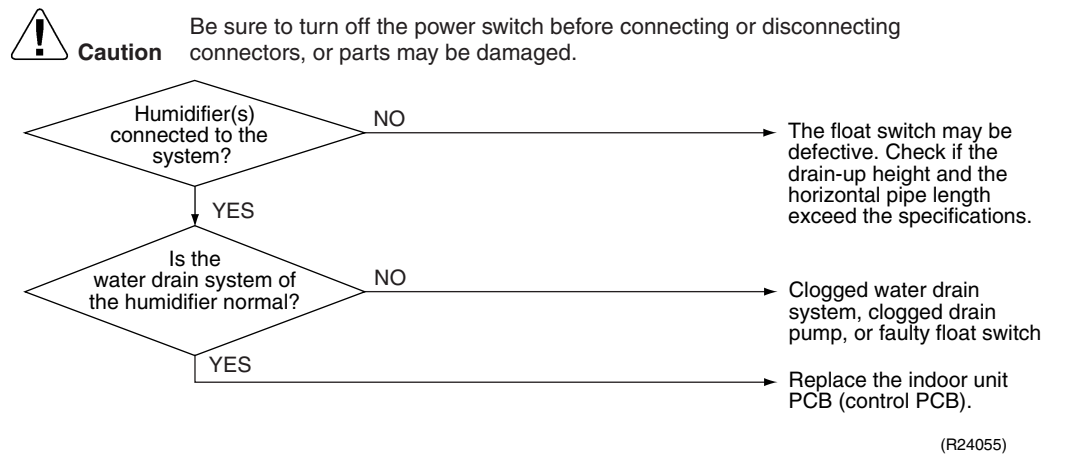 Be sure to turn off the power switch before connecting or disconnecting
Caution connectors, or parts may be damaged.
Humidifier(s)
connected to the
system?
NO
The float switch may be
defective. Check if the
drain-up height and the
horizontal pipe length
exceed the specifications.
YES
Is the
water drain system of
the humidifier normal?
NO
Clogged water drain
system, clogged drain
pump, or faulty float switch
YES
Replace the indoor unit
PCB (control PCB).
(R24055)